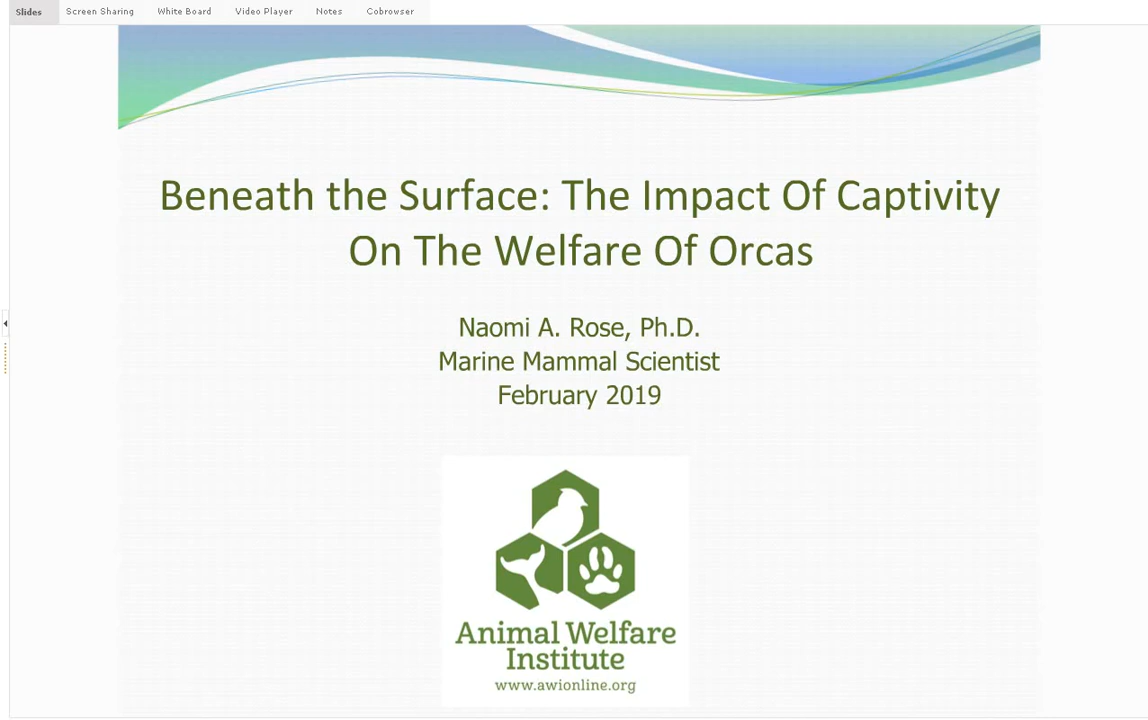 Slides Screen Sharing White Board Video Player Notes Cobrowser
Beneath the Surface: The Impact Of Captivity
On The Welfare Of Orcas
Naomi A. Rose, Ph.D.
Marine Mammal Scientist
February 2019
Animal Welfare
Institute
www.awionline.org